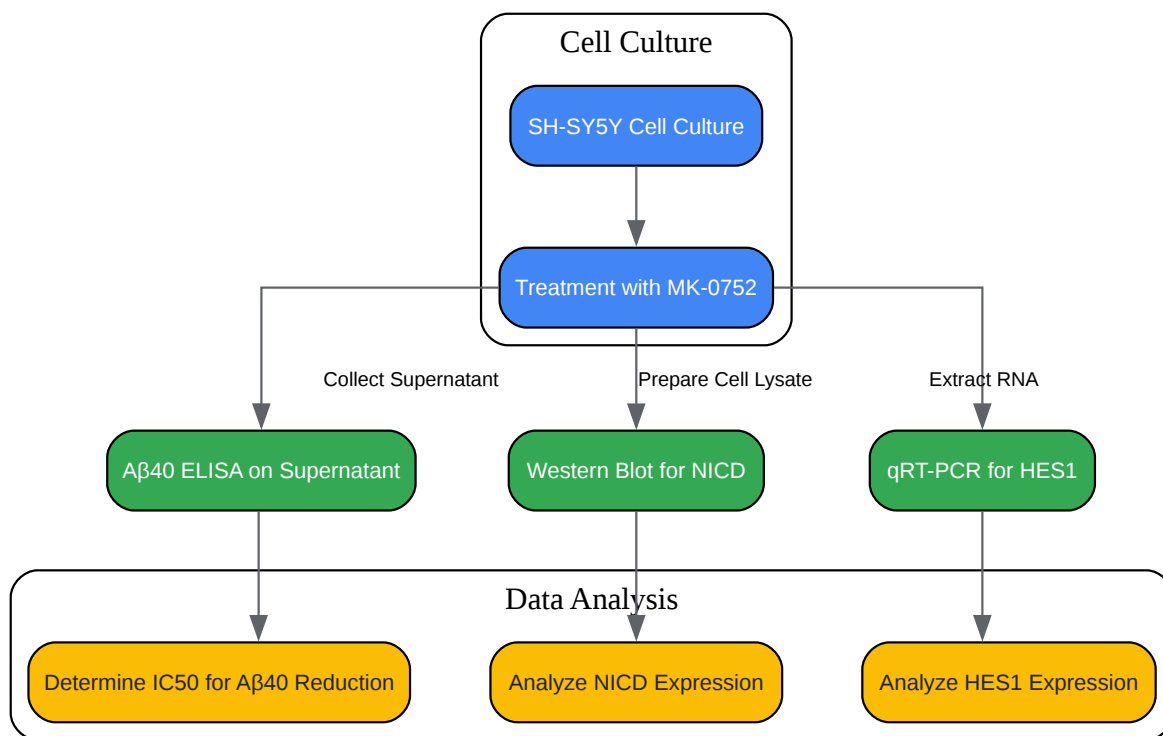 Cell Culture
SH-SY5Y Cell Culture
Treatment with MK-0752
Collect Supernatant
Prepare Cell Lysate
Extract RNA
Aβ40 ELISA on Supernatant
Western Blot for NICD
qRT-PCR for HES1
Data Analysis
Determine IC50 for Aβ40 Reduction
Analyze NICD Expression
Analyze HES1 Expression